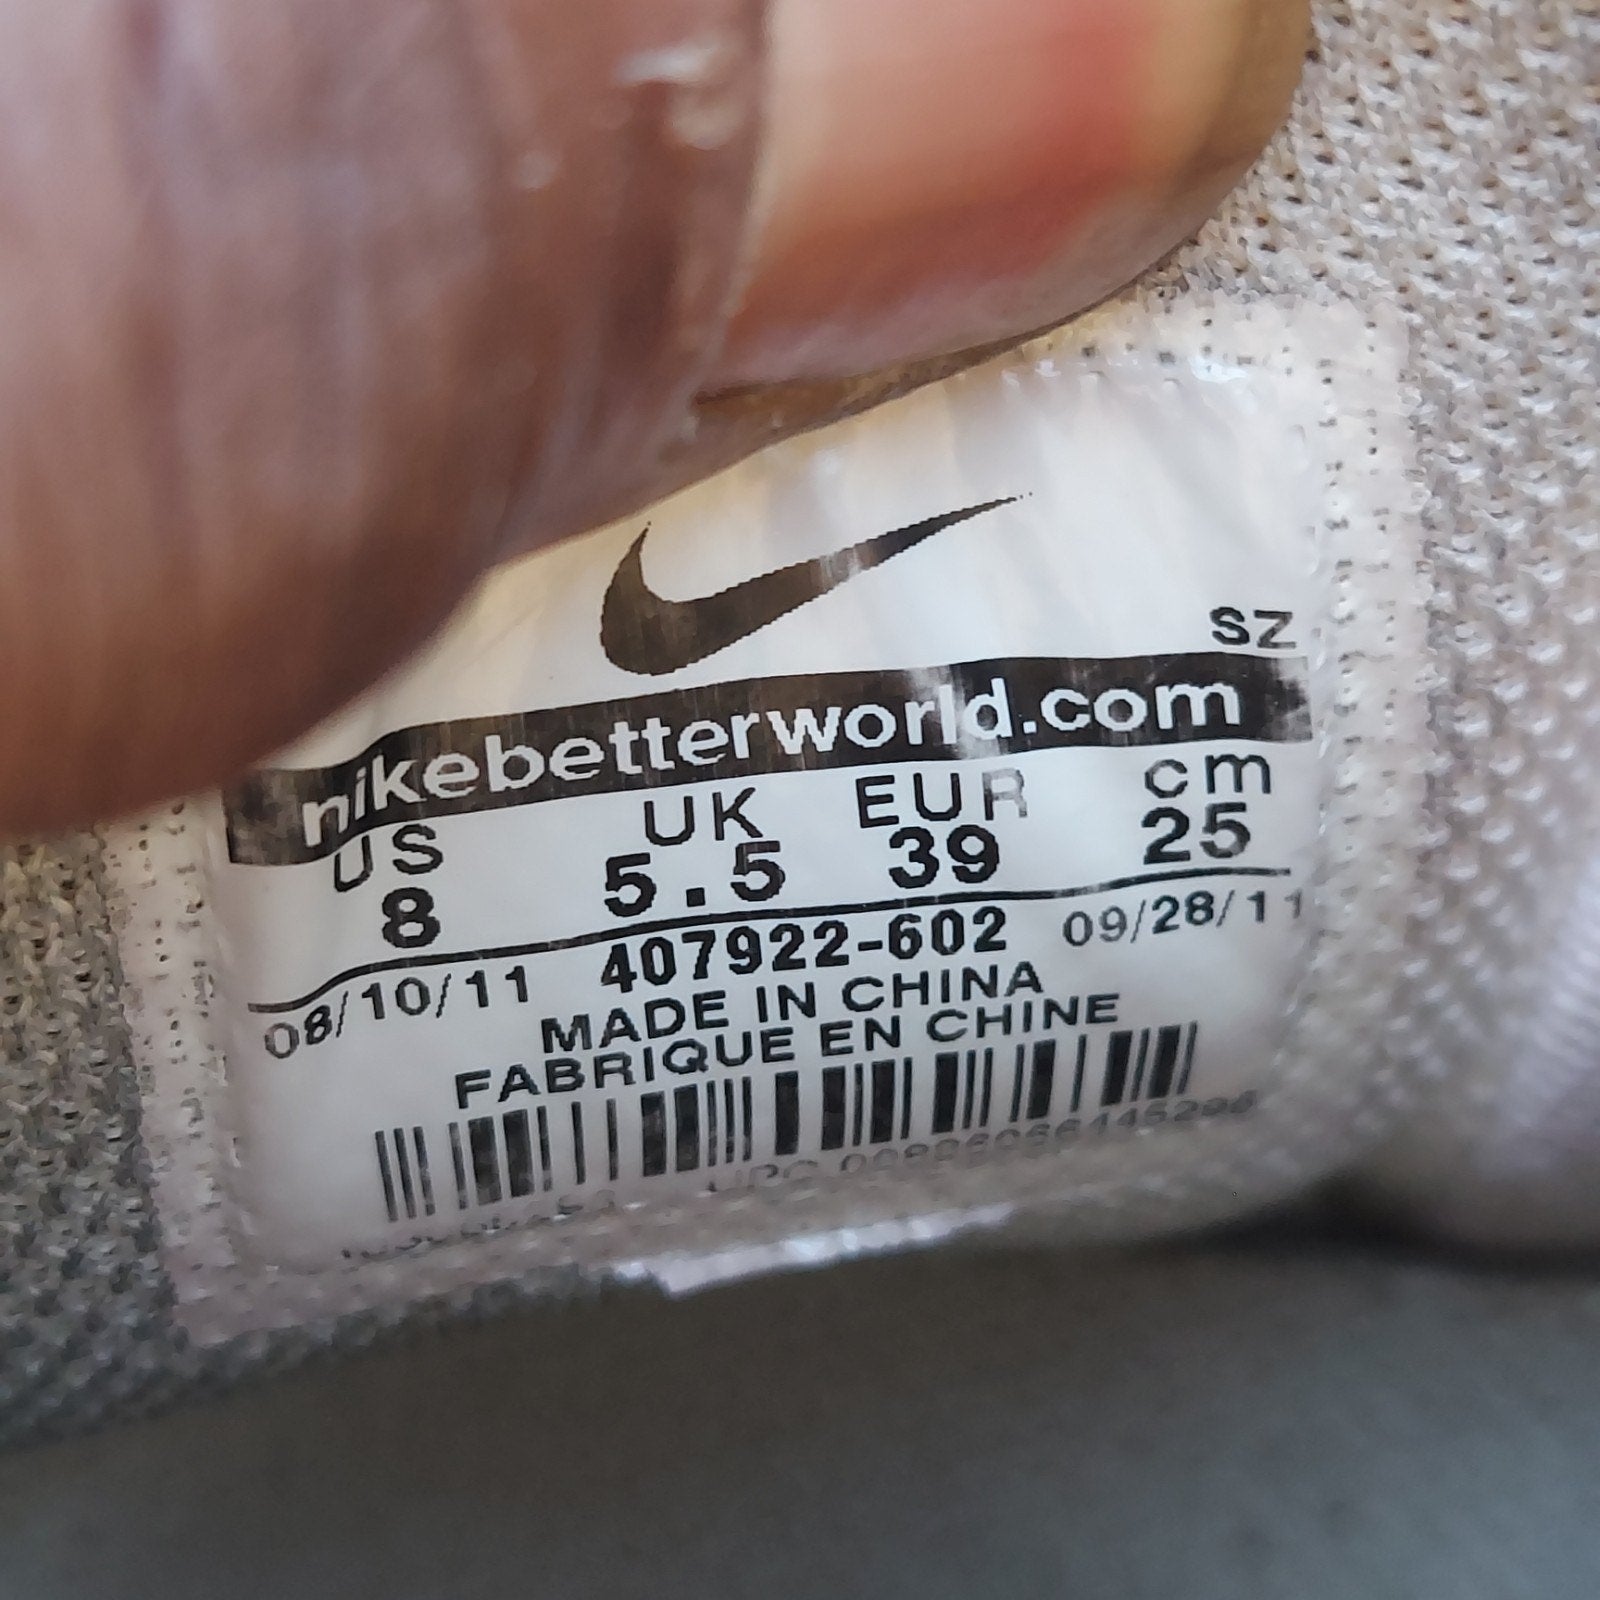 SZ
nikebetterworld.com
US UK EUR cm
8 5.5 39 25
08/10/11 407922-602 09/28/11
MADE IN CHINA
FABRIQUE EN CHINE
UPC